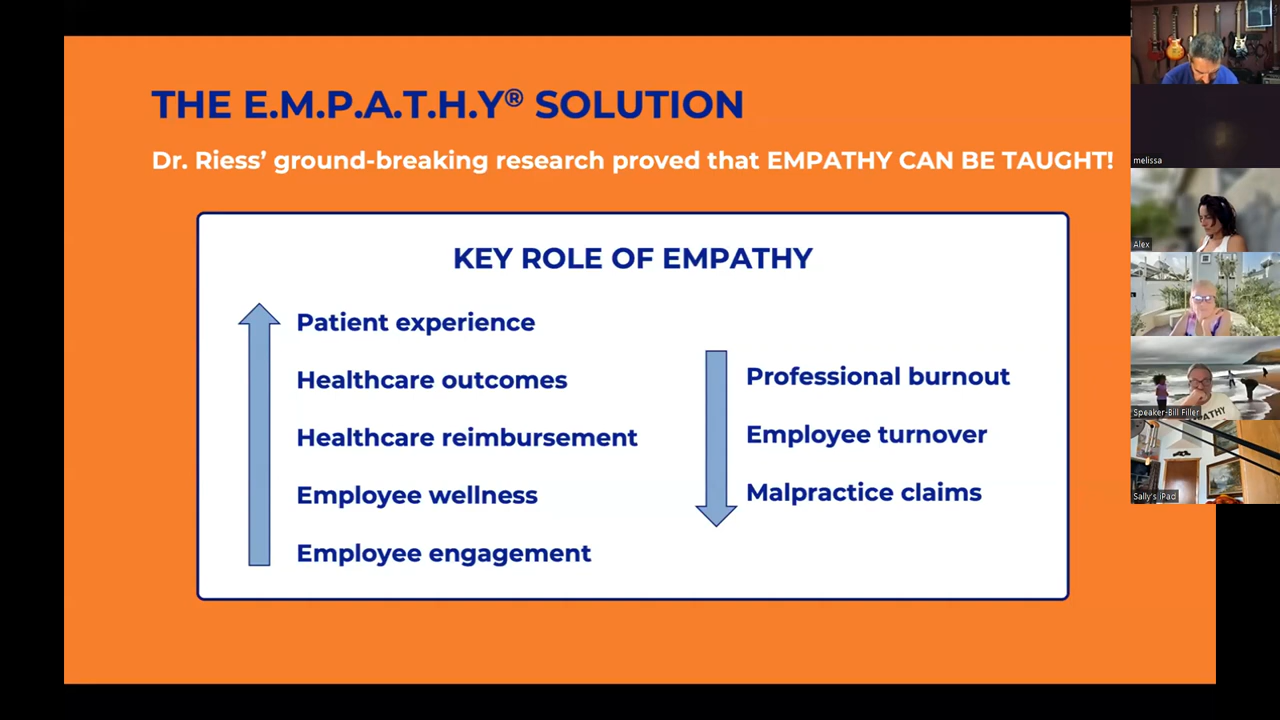 THE E.M.P.A.T.H.Y® SOLUTION
Dr. Riess’ ground-breaking research proved that EMPATHY CAN BE TAUGHT!
KEY ROLE OF EMPATHY
Patient experience
Healthcare outcomes
Healthcare reimbursement
Employee wellness
Employee engagement
Professional burnout
Employee turnover
Malpractice claims
melissa
Alex
Speaker-Bill Filler
Sally's iPad